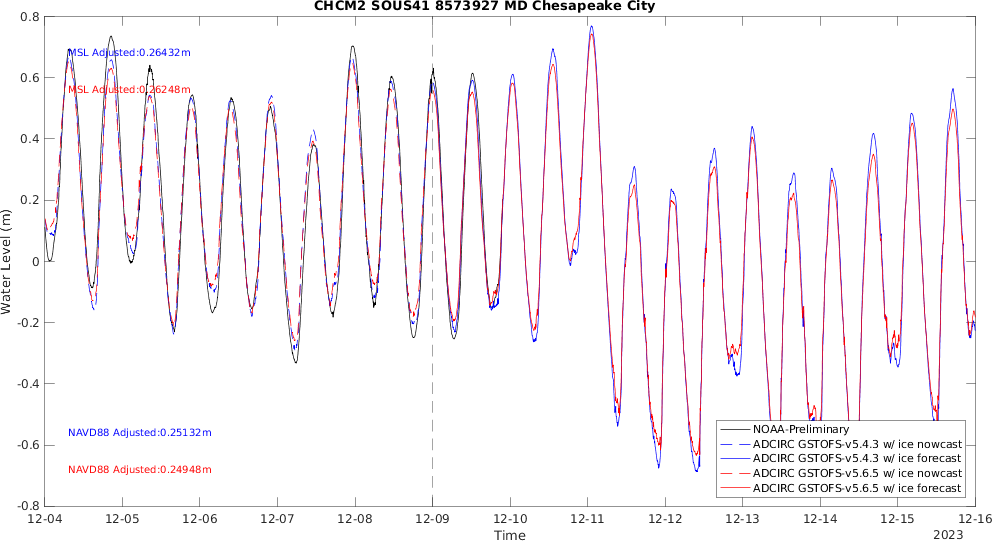 CHCM2 SOUS41 8573927 MD Chesapeake City
0.8
0.6
0.4
0.2
0
-0.2
-0.4
-0.6
-0.8
Water Level (m)
MSL Adjusted:0.26432m
MSL Adjusted:0.26248m
NAVD88 Adjusted:0.25132m
NAVD88 Adjusted:0.24948m
NOAA-Preliminary
ADCIRC GSTOFS-v5.4.3 w/ ice nowcast
ADCIRC GSTOFS-v5.4.3 w/ ice forecast
ADCIRC GSTOFS-v5.6.5 w/ ice nowcast
ADCIRC GSTOFS-v5.6.5 w/ ice forecast
12-04 12-05 12-06 12-07 12-08 12-09 12-10 12-11 12-12 12-13 12-14 12-15 12-16
Time
2023